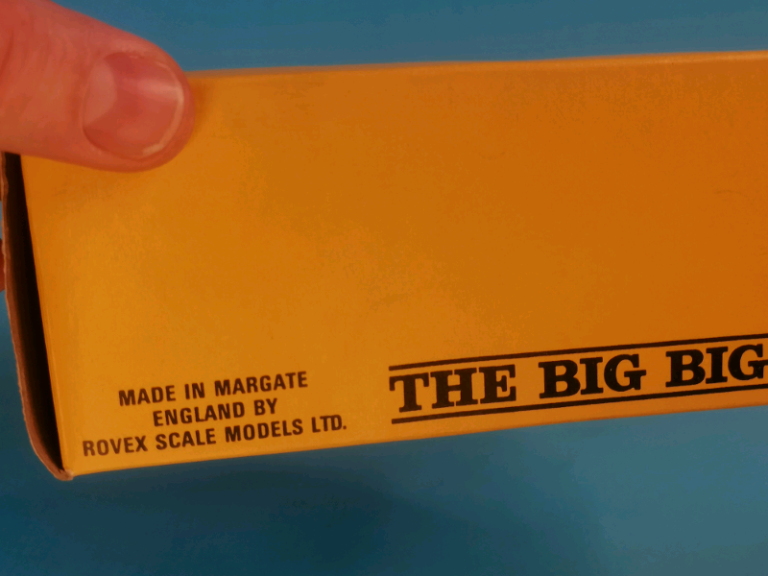 MADE IN MARGATE
ENGLAND BY
ROVEX SCALE MODELS LTD.
THE BIG BIG